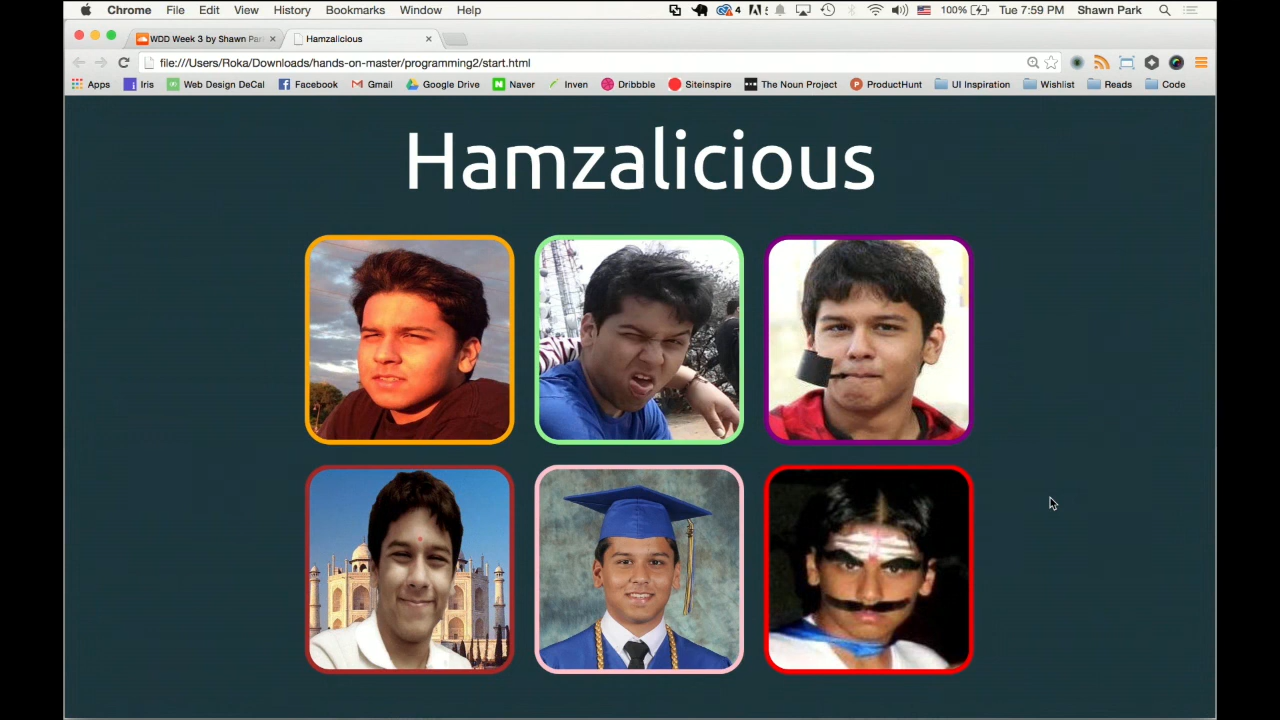 Chrome File Edit View History Bookmarks Window Help 4 100% Tue 7:59 PM Shawn Park
WDD Week 3 by Shawn Par Hamzalicious
file:///Users/Roka/Downloads/hands-on-master/programming2/start.html
Apps Iris Web Design DeCal Facebook Gmail Google Drive Naver Inven Dribbble Siteinspire The Noun Project ProductHunt UI Inspiration Wishlist Reads Code
Hamzalicious